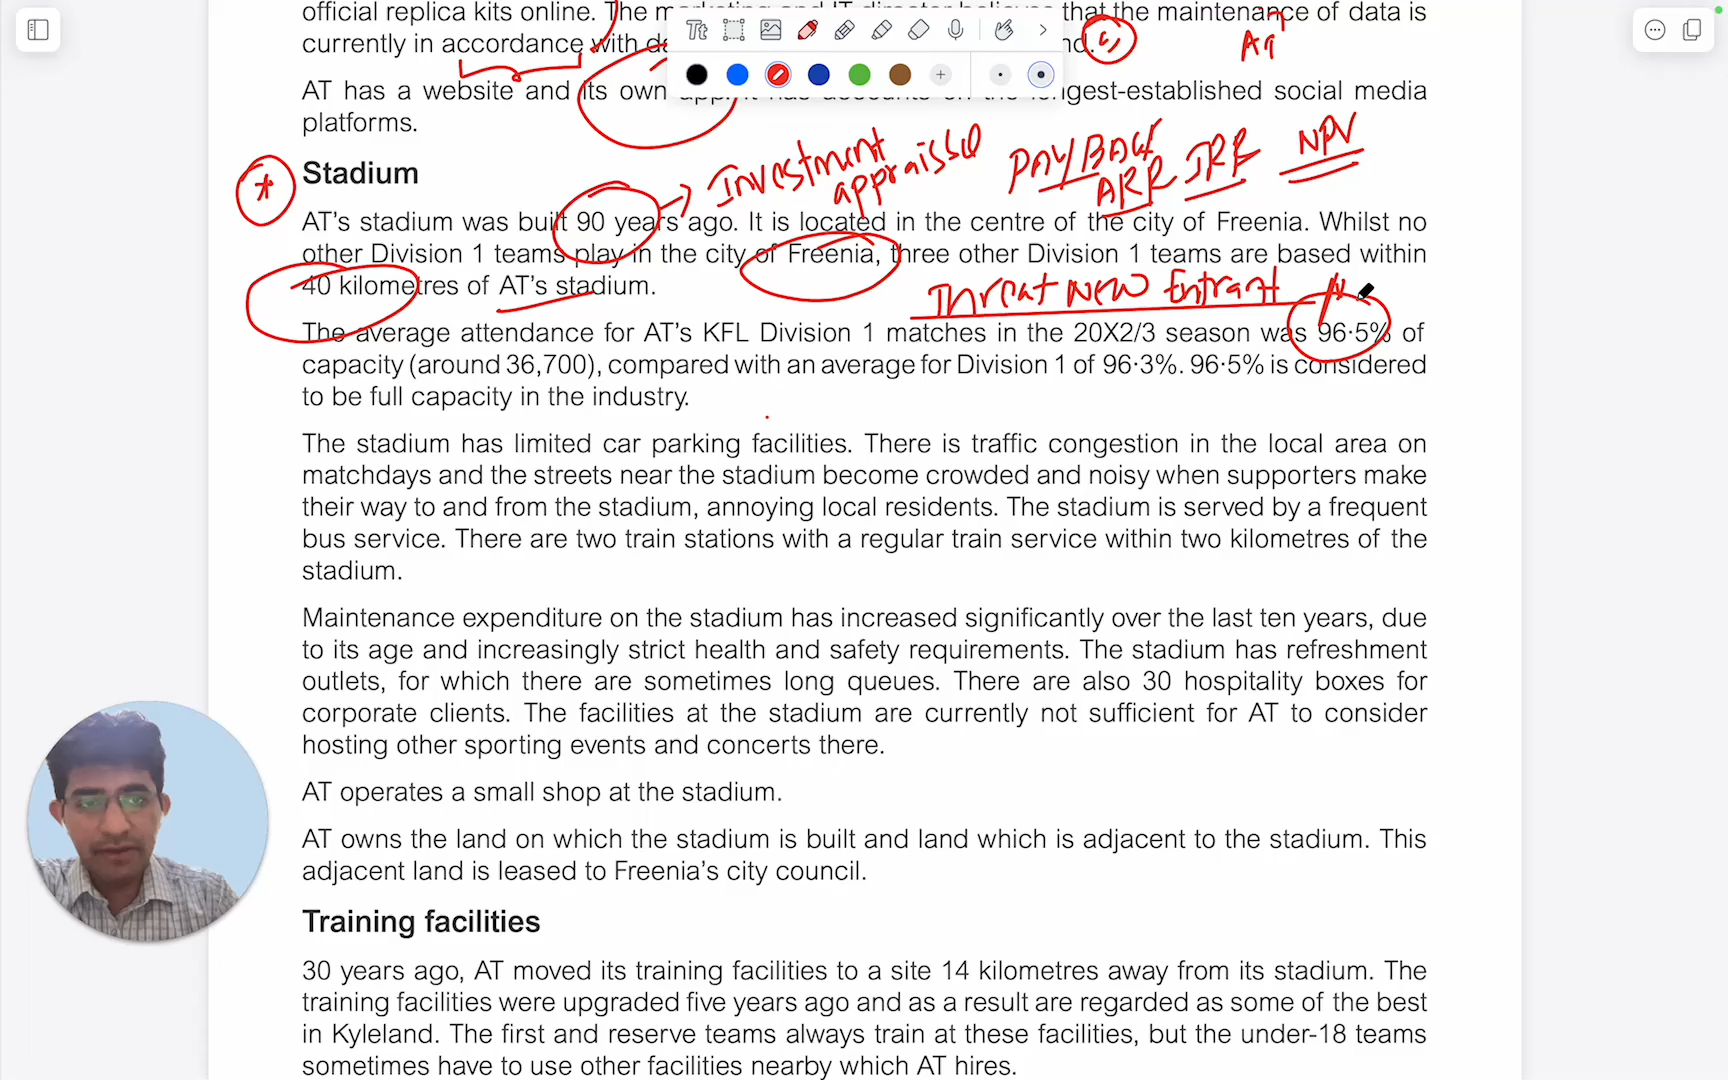 official replica kits online. The marketing and IT director believes that the maintenance of data is
currently in accordance with
AT
AT has a website and its own app. It has accounts on the longest-established social media
platforms.
Stadium
Investment
appraisal
PAYBACK
ARR
IRR
NPV
AT's stadium was built 90 years ago. It is located in the centre of the city of Freenia. Whilst no
other Division 1 teams play in the city of Freenia, three other Division 1 teams are based within
40 kilometres of AT's stadium.
Threat New Entrant
The average attendance for AT's KFL Division 1 matches in the 20X2/3 season was 96·5% of
capacity (around 36,700), compared with an average for Division 1 of 96·3%. 96·5% is considered
to be full capacity in the industry.
The stadium has limited car parking facilities. There is traffic congestion in the local area on
matchdays and the streets near the stadium become crowded and noisy when supporters make
their way to and from the stadium, annoying local residents. The stadium is served by a frequent
bus service. There are two train stations with a regular train service within two kilometres of the
stadium.
Maintenance expenditure on the stadium has increased significantly over the last ten years, due
to its age and increasingly strict health and safety requirements. The stadium has refreshment
outlets, for which there are sometimes long queues. There are also 30 hospitality boxes for
corporate clients. The facilities at the stadium are currently not sufficient for AT to consider
hosting other sporting events and concerts there.
AT operates a small shop at the stadium.
AT owns the land on which the stadium is built and land which is adjacent to the stadium. This
adjacent land is leased to Freenia's city council.
Training facilities
30 years ago, AT moved its training facilities to a site 14 kilometres away from its stadium. The
training facilities were upgraded five years ago and as a result are regarded as some of the best
in Kyleland. The first and reserve teams always train at these facilities, but the under-18 teams
sometimes have to use other facilities nearby which AT hires.